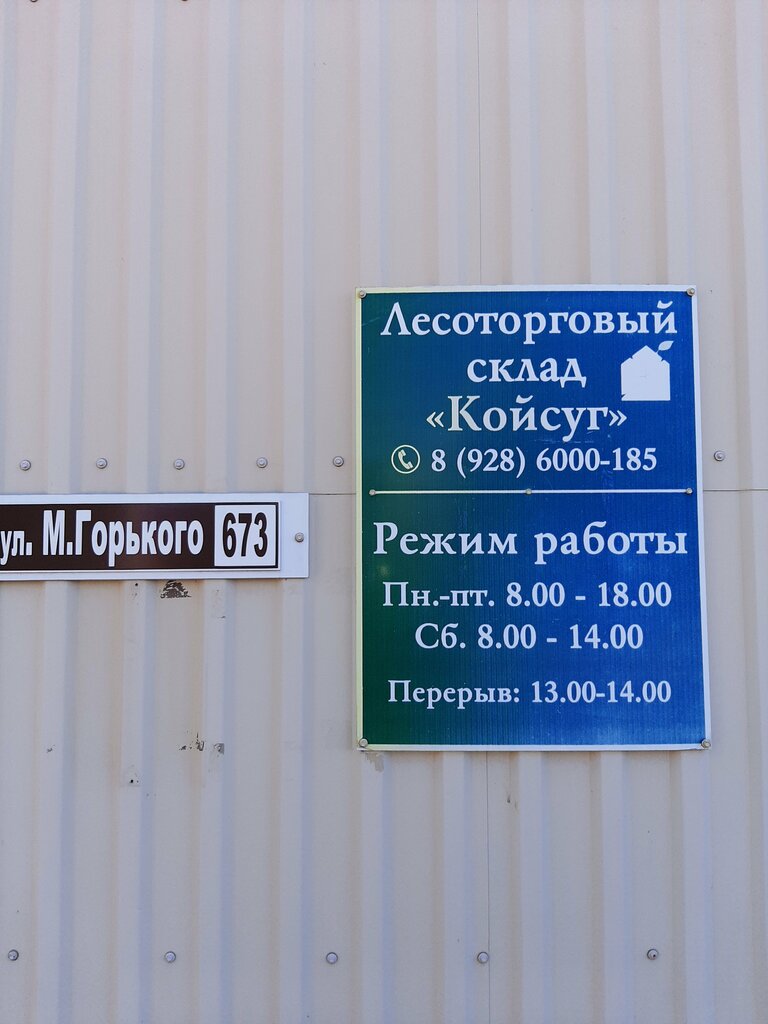 Лесоторговый
склад
«Койсуг»
8 (928) 6000-185
ул. М.Горького 673
Режим работы
Пн.-пт. 8.00 - 18.00
Сб. 8.00 - 14.00
Перерыв: 13.00-14.00